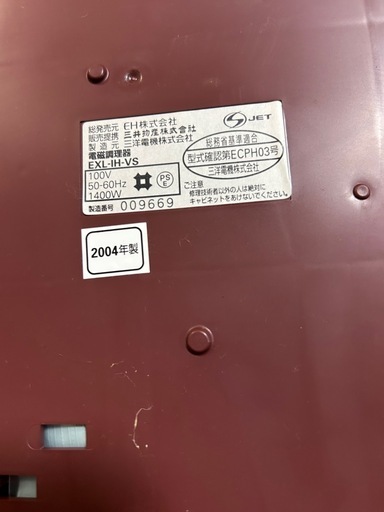 総発売元 EH株式会社
販売提携 三井物産株式会社
製造元 三洋電機株式会社
電磁調理器
EXL-IH-VS
100V
50-60Hz
1400W
PS
E
製造番号 009669
S JET
総務省基準適合
型式確認第ECPH03号
三洋電機株式会社
ご注意
修理技術者以外の人は絶対に
キャビネットをあけないでください。
2004年製